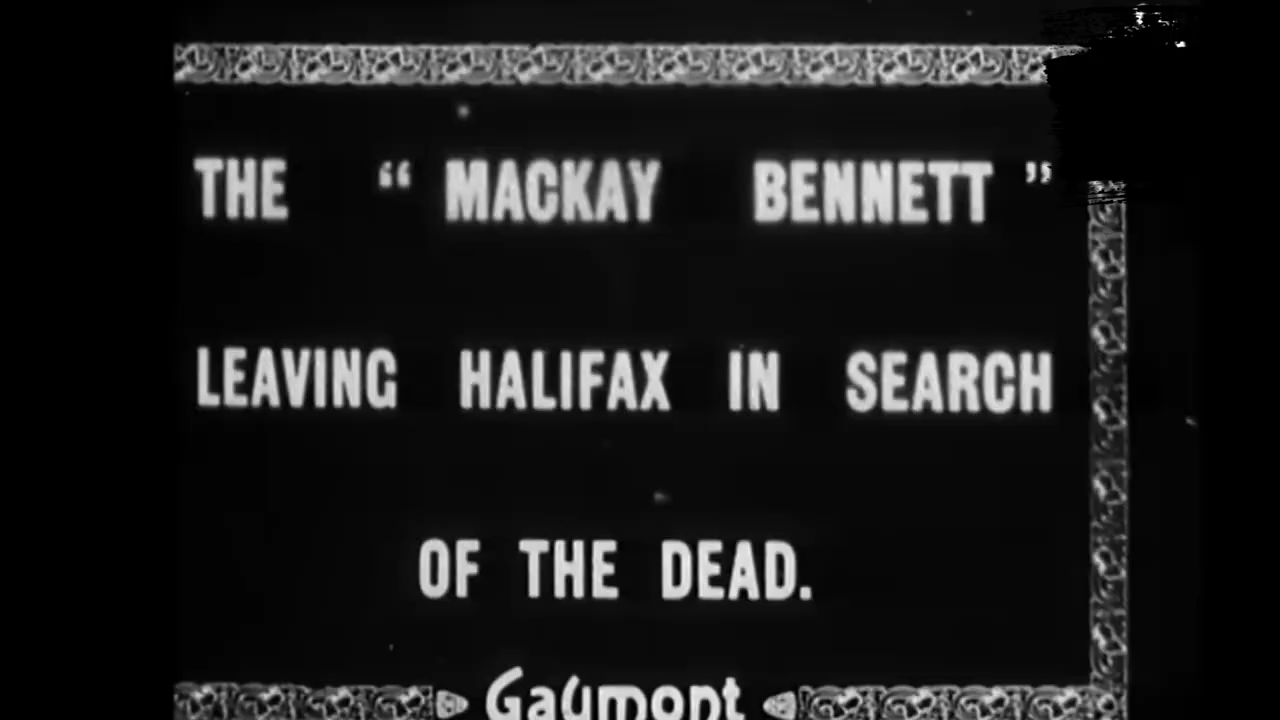 THE “ MACKAY BENNETT ”
LEAVING HALIFAX IN SEARCH
OF THE DEAD.
Gaumont